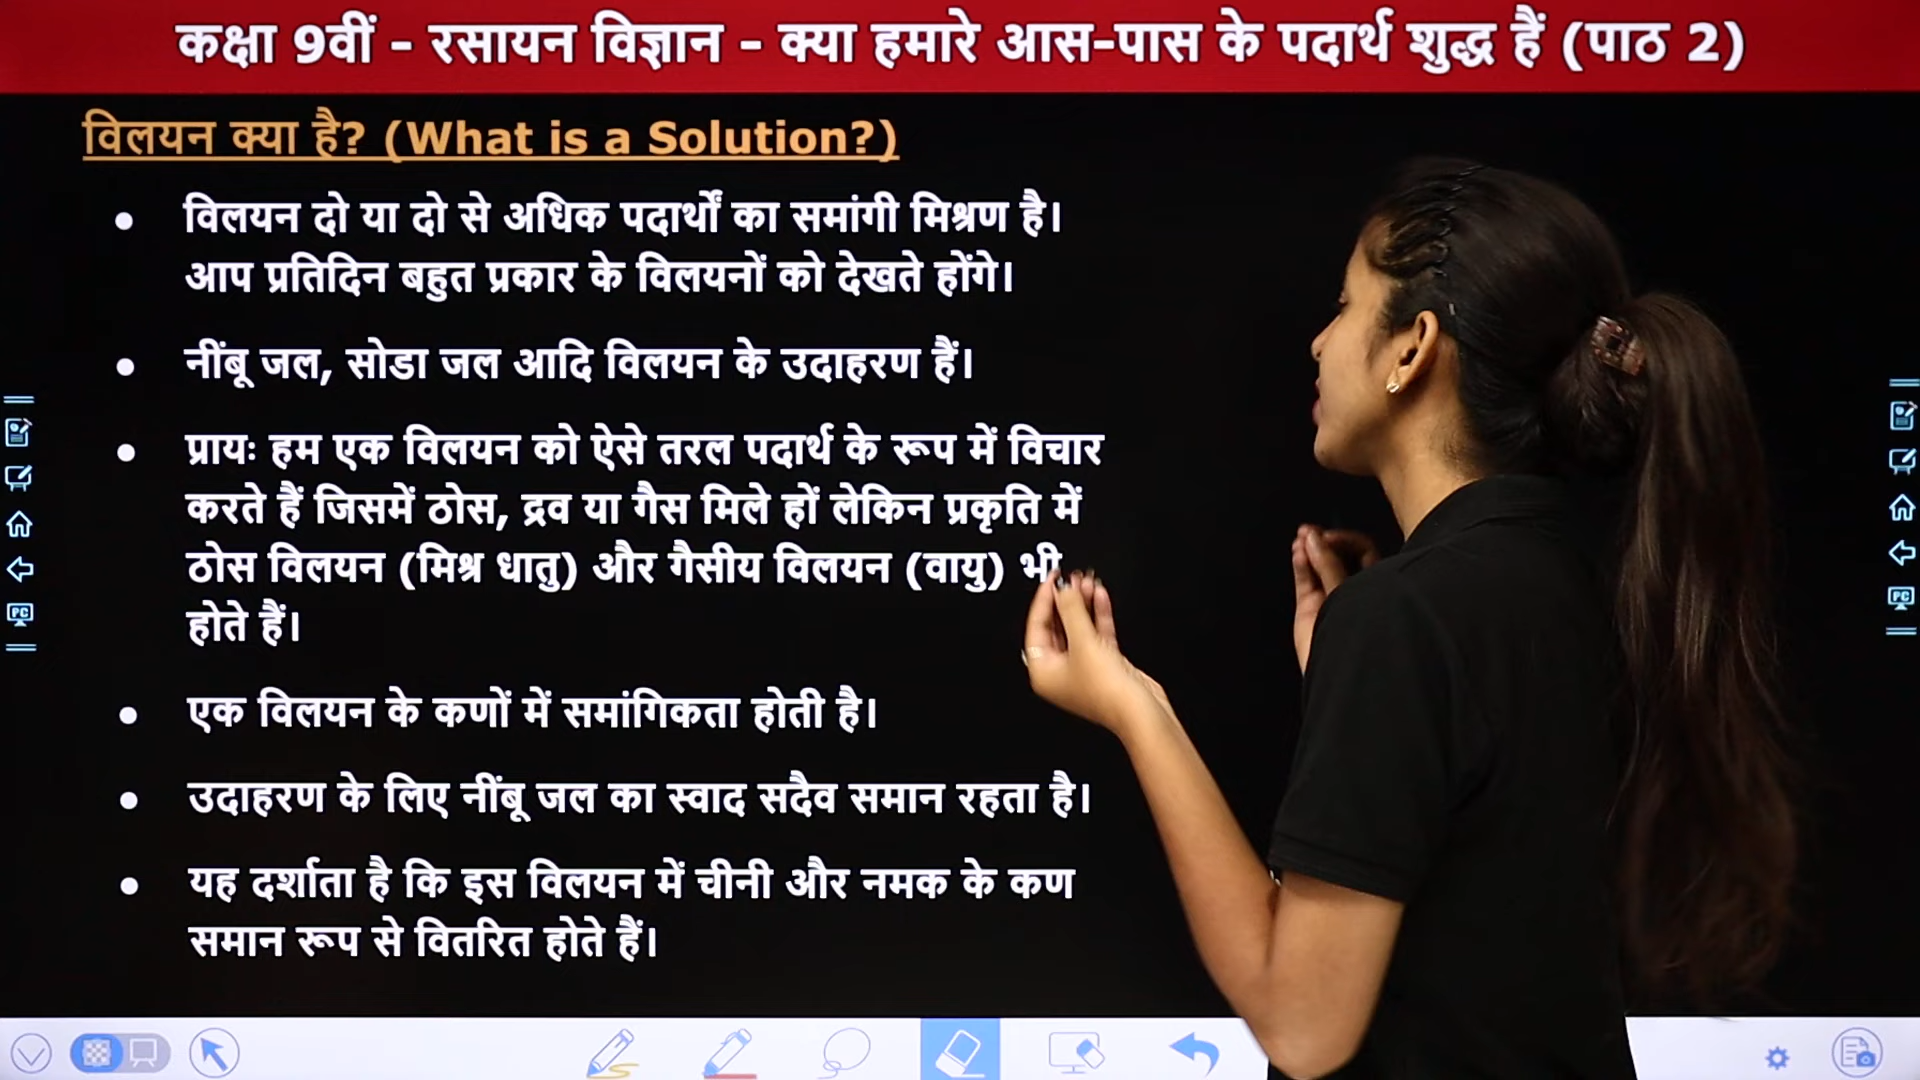 कक्षा 9वीं - रसायन विज्ञान - क्या हमारे आस-पास के पदार्थ शुद्ध हैं (पाठ 2)
विलयन क्या है? (What is a Solution?)
• विलयन दो या दो से अधिक पदार्थों का समांगी मिश्रण है।
आप प्रतिदिन बहुत प्रकार के विलयनों को देखते होंगे।
• नींबू जल, सोडा जल आदि विलयन के उदाहरण हैं।
• प्रायः हम एक विलयन को ऐसे तरल पदार्थ के रूप में विचार
करते हैं जिसमें ठोस, द्रव या गैस मिले हों लेकिन प्रकृति में
ठोस विलयन (मिश्र धातु) और गैसीय विलयन (वायु) भी
होते हैं।
• एक विलयन के कणों में समांगिकता होती है।
• उदाहरण के लिए नींबू जल का स्वाद सदैव समान रहता है।
• यह दर्शाता है कि इस विलयन में चीनी और नमक के कण
समान रूप से वितरित होते हैं।
PC
PC